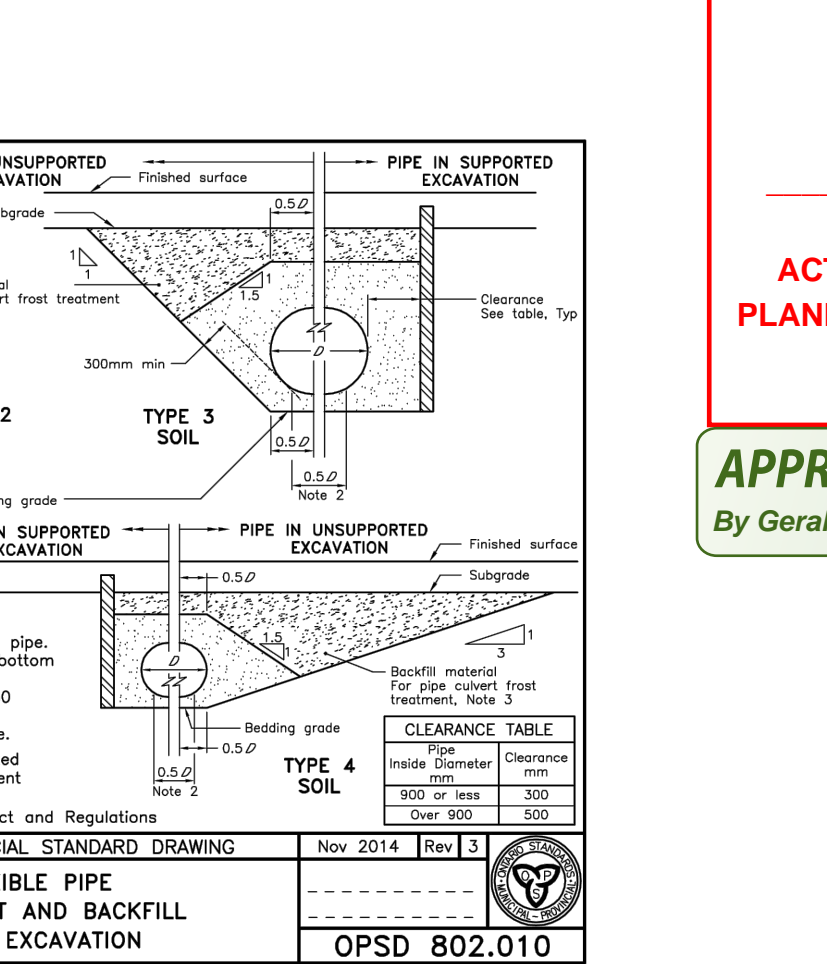 NSUPPORTED
AVATION
PIPE IN SUPPORTED
EXCAVATION
Finished surface
bgrade
0.5D
1
1
1
1.5
al
rt frost treatment
Clearance
See table, Typ
D
300mm min
2
TYPE 3
SOIL
0.5D
0.5D
Note 2
ng grade
N SUPPORTED
XCAVATION
PIPE IN UNSUPPORTED
EXCAVATION
Finished surface
0.5D
Subgrade
1.5
1
1
3
D
pipe.
bottom
0
e.
ed
ent
ct and Regulations
Backfill material
For pipe culvert frost
treatment, Note 3
Bedding grade
0.5D
0.5D
Note 2
TYPE 4
SOIL
CLEARANCE TABLE
Pipe
Inside Diameter
mm
Clearance
mm
900 or less 300
Over 900 500
CIAL STANDARD DRAWING
Nov 2014 Rev 3
XIBLE PIPE
T AND BACKFILL
EXCAVATION
OPSD 802.010
ONTARIO STANDARDS
MUNICIPAL - PROVINCIAL
O P
S
ACT
PLANN
APPR
By Geral